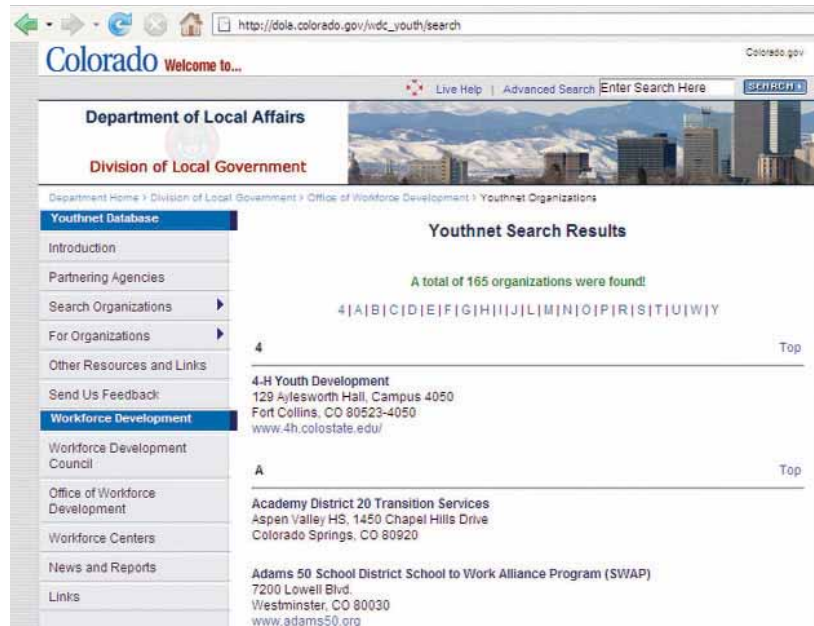 http://dola.colorado.gov/wdc_youth/search
Colorado Welcome to...
Colorado.gov
Live Help | Advanced Search Enter Search Here SEARCH
Department of Local Affairs
Division of Local Government
Department Home > Division of Local Government > Office of Workforce Development > Youthnet Organizations
Youthnet Database
Introduction
Partnering Agencies
Search Organizations
For Organizations
Other Resources and Links
Send Us Feedback
Workforce Development
Workforce Development
Council
Office of Workforce
Development
Workforce Centers
News and Reports
Links
Youthnet Search Results
A total of 165 organizations were found!
4|A|B|C|D|E|F|G|H|I|J|L|M|N|O|P|R|S|T|U|W|Y
4 Top
4-H Youth Development
129 Aylesworth Hall, Campus 4050
Fort Collins, CO 80523-4050
www.4h.colostate.edu/
A Top
Academy District 20 Transition Services
Aspen Valley HS, 1450 Chapel Hills Drive
Colorado Springs, CO 80920
Adams 50 School District School to Work Alliance Program (SWAP)
7200 Lowell Blvd.
Westminster, CO 80030
www.adams50.org